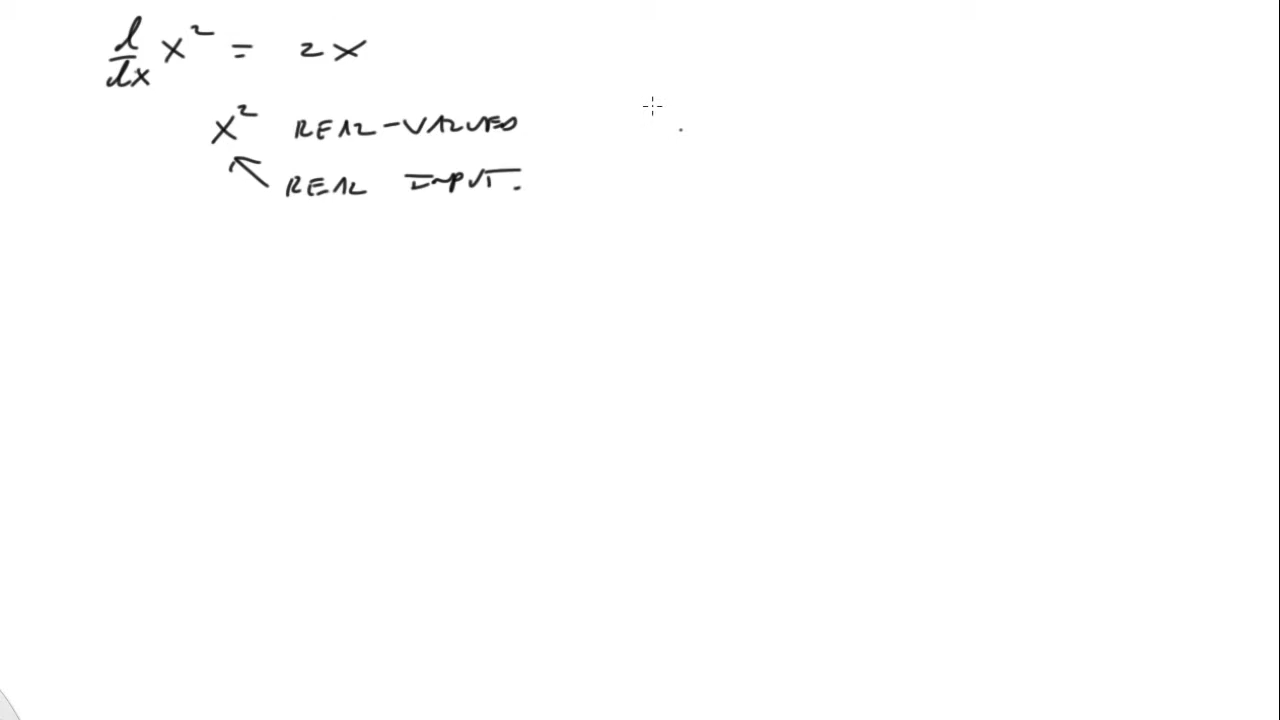 d/dx x² = 2x
x² REAL-VALUED
REAL INPUT.